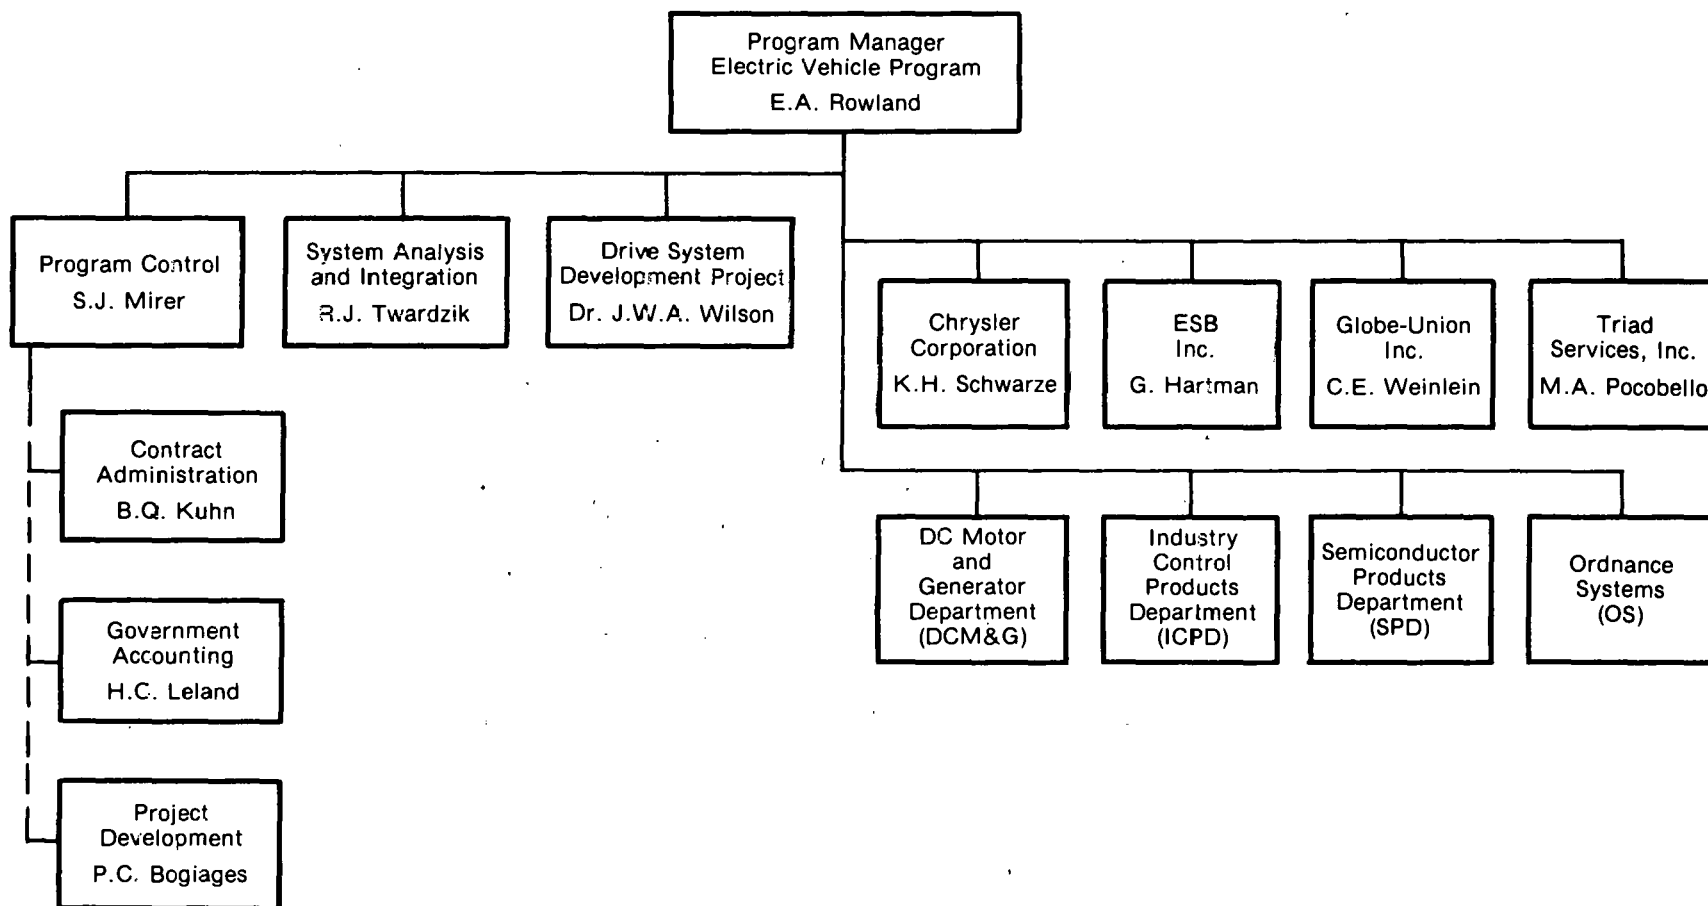 Program Manager
Electric Vehicle Program
E.A. Rowland
Program Control
S.J. Mirer
System Analysis
and Integration
R.J. Twardzik
Drive System
Development Project
Dr. J.W.A. Wilson
Chrysler
Corporation
K.H. Schwarze
ESB
Inc.
G. Hartman
Globe-Union
Inc.
C.E. Weinlein
Triad
Services, Inc.
M.A. Pocobello
Contract
Administration
B.Q. Kuhn
DC Motor
and
Generator
Department
(DCM&G)
Industry
Control
Products
Department
(ICPD)
Semiconductor
Products
Department
(SPD)
Ordnance
Systems
(OS)
Government
Accounting
H.C. Leland
Project
Development
P.C. Bogiages